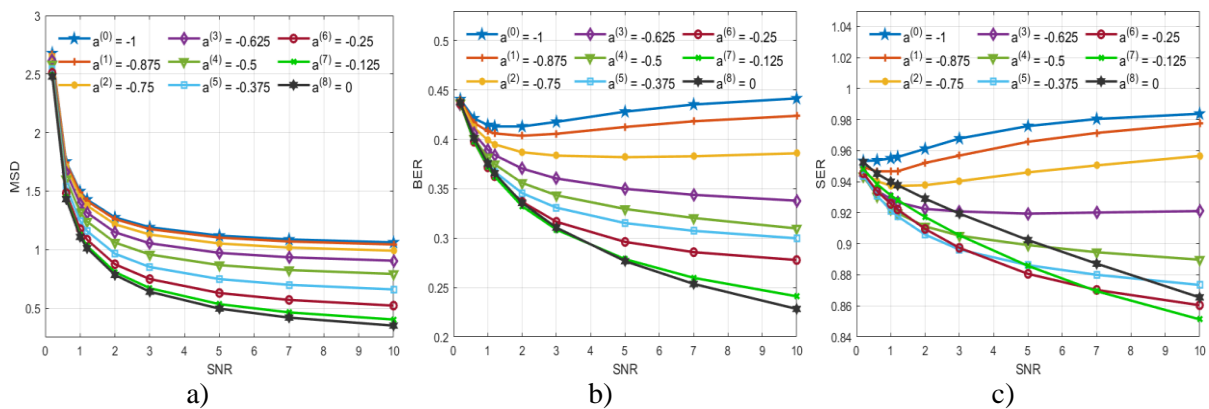 3
2.5
2
1.5
1
0.5
MSD
a^(0) = -1
a^(1) = -0.875
a^(2) = -0.75
a^(3) = -0.625
a^(4) = -0.5
a^(5) = -0.375
a^(6) = -0.25
a^(7) = -0.125
a^(8) = 0
0 1 2 3 4 5 6 7 8 9 10
SNR
a)
0.5
0.45
0.4
0.35
0.3
0.25
0.2
BER
a^(0) = -1
a^(1) = -0.875
a^(2) = -0.75
a^(3) = -0.625
a^(4) = -0.5
a^(5) = -0.375
a^(6) = -0.25
a^(7) = -0.125
a^(8) = 0
0 1 2 3 4 5 6 7 8 9 10
SNR
b)
1.04
1.02
1
0.98
0.96
0.94
0.92
0.9
0.88
0.86
0.84
SER
a^(0) = -1
a^(1) = -0.875
a^(2) = -0.75
a^(3) = -0.625
a^(4) = -0.5
a^(5) = -0.375
a^(6) = -0.25
a^(7) = -0.125
a^(8) = 0
0 1 2 3 4 5 6 7 8 9 10
SNR
c)